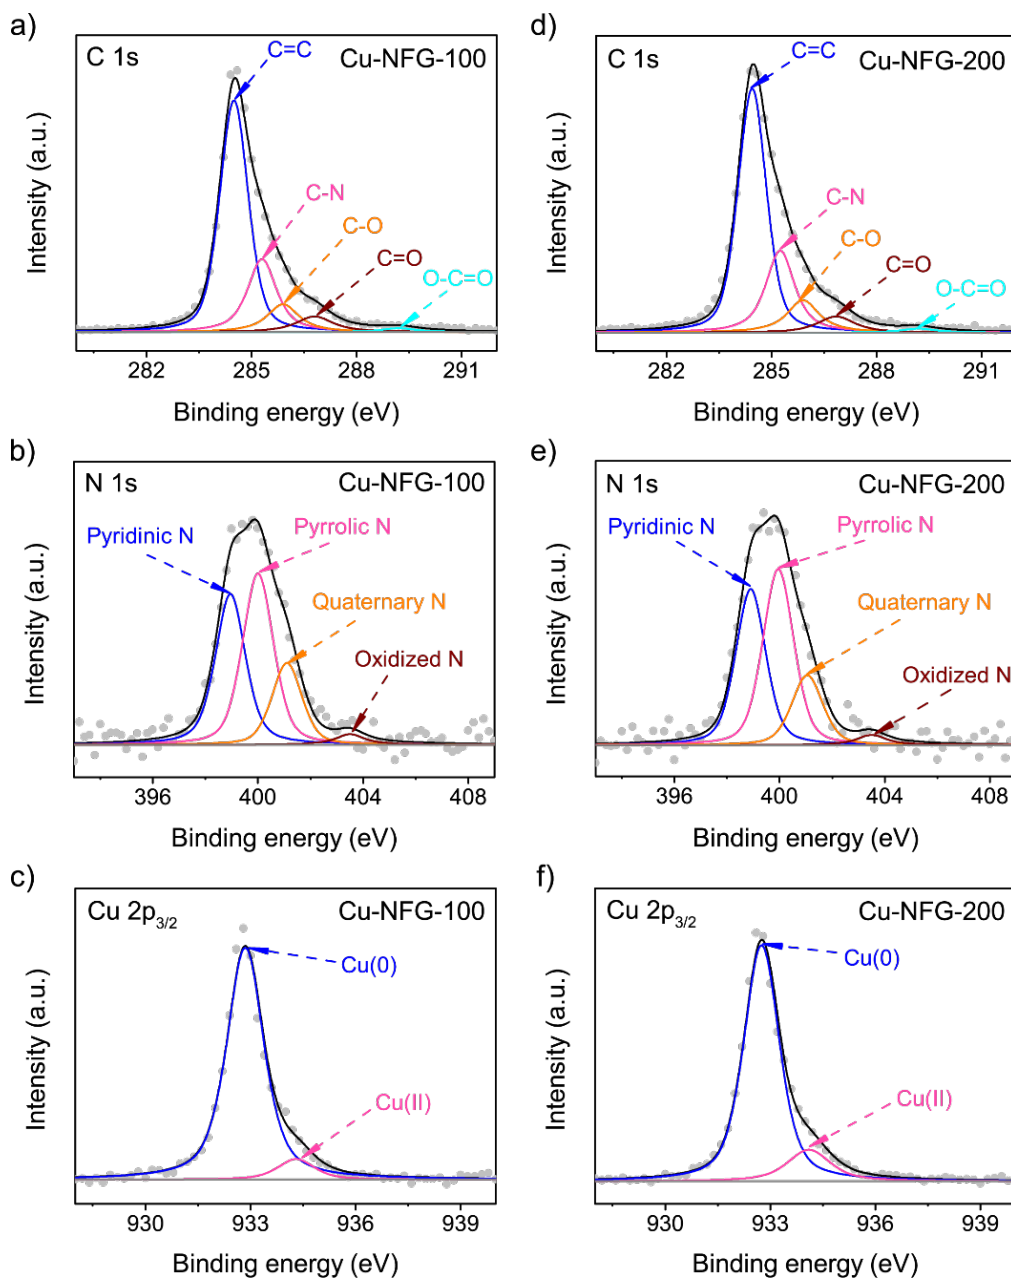 a)
C 1s
Cu-NFG-100
C=C
C-N
C-O
C=O
O-C=O
Intensity (a.u.)
282 285 288 291
Binding energy (eV)
d)
C 1s
Cu-NFG-200
C=C
C-N
C-O
C=O
O-C=O
Intensity (a.u.)
282 285 288 291
Binding energy (eV)
b)
N 1s
Cu-NFG-100
Pyridinic N
Pyrrolic N
Quaternary N
Oxidized N
Intensity (a.u.)
396 400 404 408
Binding energy (eV)
e)
N 1s
Cu-NFG-200
Pyridinic N
Pyrrolic N
Quaternary N
Oxidized N
Intensity (a.u.)
396 400 404 408
Binding energy (eV)
c)
Cu 2p3/2
Cu-NFG-100
Cu(0)
Cu(II)
Intensity (a.u.)
930 933 936 939
Binding energy (eV)
f)
Cu 2p3/2
Cu-NFG-200
Cu(0)
Cu(II)
Intensity (a.u.)
930 933 936 939
Binding energy (eV)